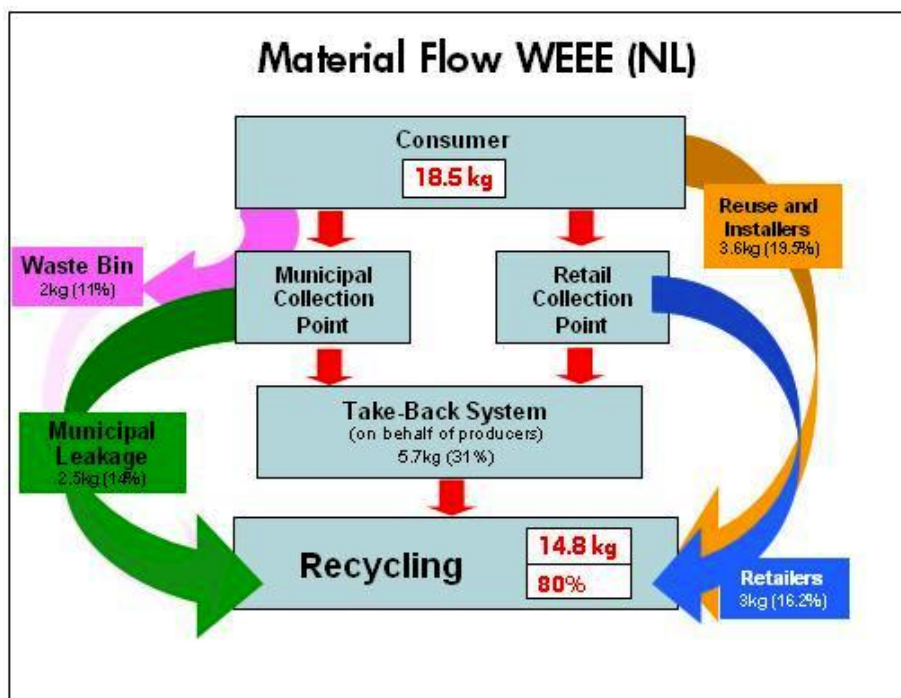 Material Flow WEEE (NL)
Consumer
18.5 kg
Reuse and
Installers
3.6kg (19.5%)
Waste Bin
2kg (11%)
Municipal
Collection
Point
Retail
Collection
Point
Take-Back System
(on behalf of producers)
5.7kg (31%)
Municipal
Leakage
2.5kg (14%)
Recycling
14.8 kg
80%
Retailers
3kg (16.2%)